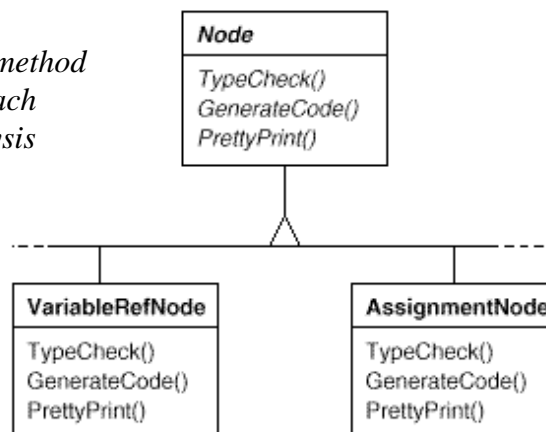 method
ach
sis
Node
TypeCheck()
GenerateCode()
PrettyPrint()
VariableRefNode
TypeCheck()
GenerateCode()
PrettyPrint()
AssignmentNode
TypeCheck()
GenerateCode()
PrettyPrint()